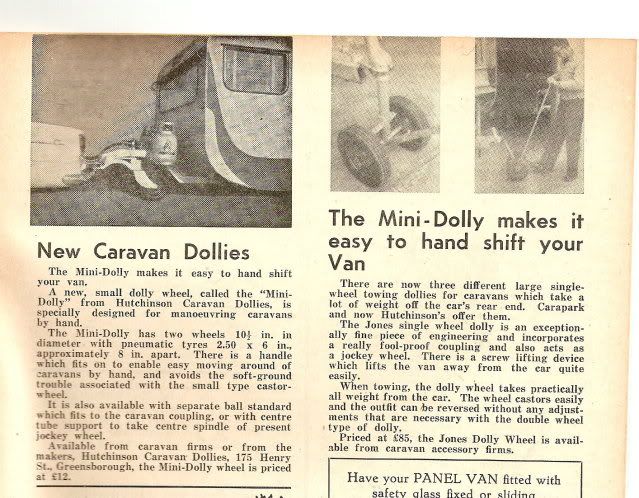 New Caravan Dollies
The Mini-Dolly makes it easy to hand shift
your van.
A new, small dolly wheel, called the "Mini-
Dolly" from Hutchinson Caravan Dollies, is
specially designed for manoeuvring caravans
by hand.
The Mini-Dolly has two wheels 10½ in. in
diameter with pneumatic tyres 2.50 x 6 in.,
approximately 8 in. apart. There is a handle
which fits on to enable easy moving around of
caravans by hand, and avoids the soft-ground
trouble associated with the small type castor-
wheel.
It is also available with separate ball standard
which fits to the caravan coupling, or with centre
tube support to take centre spindle of present
jockey wheel.
Available from caravan firms or from the
makers, Hutchinson Caravan Dollies, 175 Henry
St., Greensborough, the Mini-Dolly wheel is priced
at £12.
The Mini-Dolly makes it
easy to hand shift your
Van
There are now three different large single-
wheel towing dollies for caravans which take a
lot of weight off the car's rear end. Carapark
and now Hutchinson's offer them.
The Jones single wheel dolly is an exception-
ally fine piece of engineering and incorporates
a really fool-proof coupling and also acts as
a jockey wheel. There is a screw lifting device
which lifts the van away from the car quite
easily.
When towing, the dolly wheel takes practically
all weight from the car. The wheel castors easily
and the outfit can be reversed without any adjust-
ments that are necessary with the double wheel
type of dolly.
Priced at £85, the Jones Dolly Wheel is avail-
able from caravan accessory firms.
Have your PANEL VAN fitted with
safety glass fixed or sliding